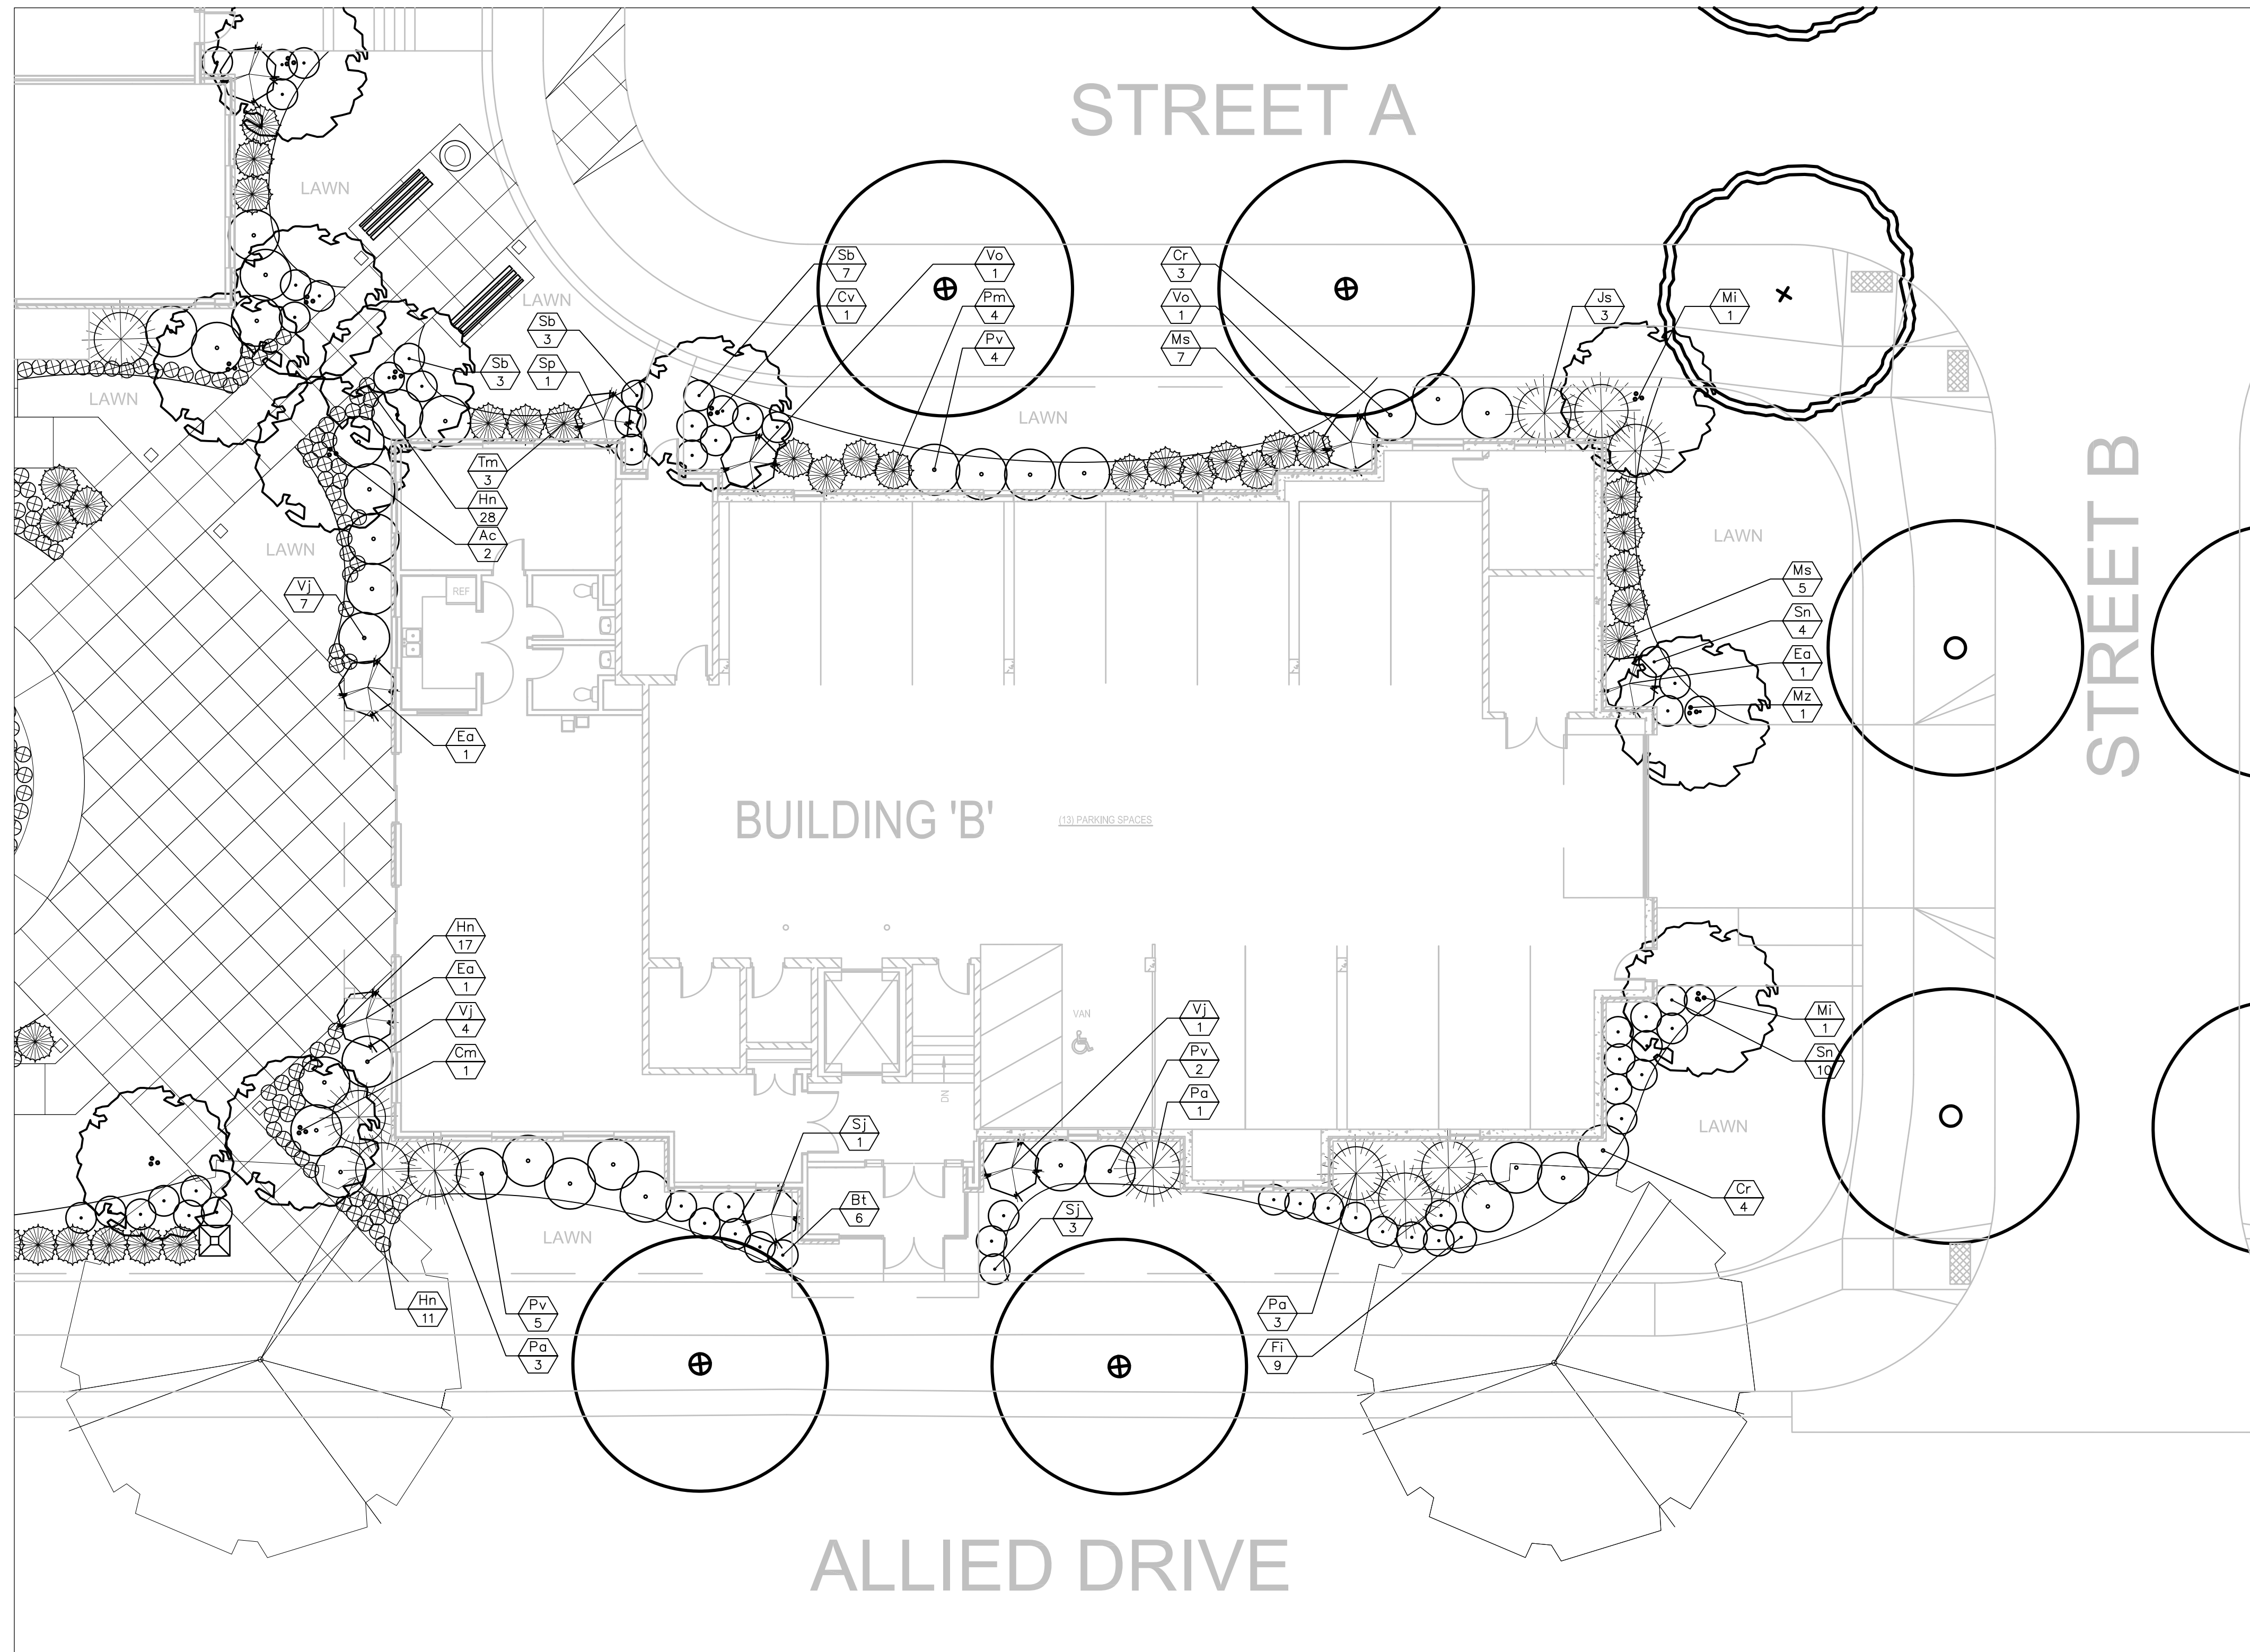 STREET A
LAWN
Sb
7
Vo
1
Cr
3
LAWN
Cv
1
Pm
4
Vo
1
Js
3
Mi
1
Sb
3
Pv
4
Ms
7
Sb
3
Sp
1
LAWN
LAWN
Tm
3
Hn
28
Ac
2
LAWN
LAWN
STREET B
Vj
7
REF
Ms
5
Sn
4
Ea
1
Mz
1
Ea
1
BUILDING 'B'
(13) PARKING SPACES
Hn
17
Ea
1
Vj
4
Cm
1
VAN
DN
Vj
1
Pv
2
Pa
1
Mi
1
Sn
10
Sj
1
LAWN
Bt
6
Sj
3
Cr
4
LAWN
Hn
11
Pv
5
Pa
3
Pa
3
Fi
9
ALLIED DRIVE